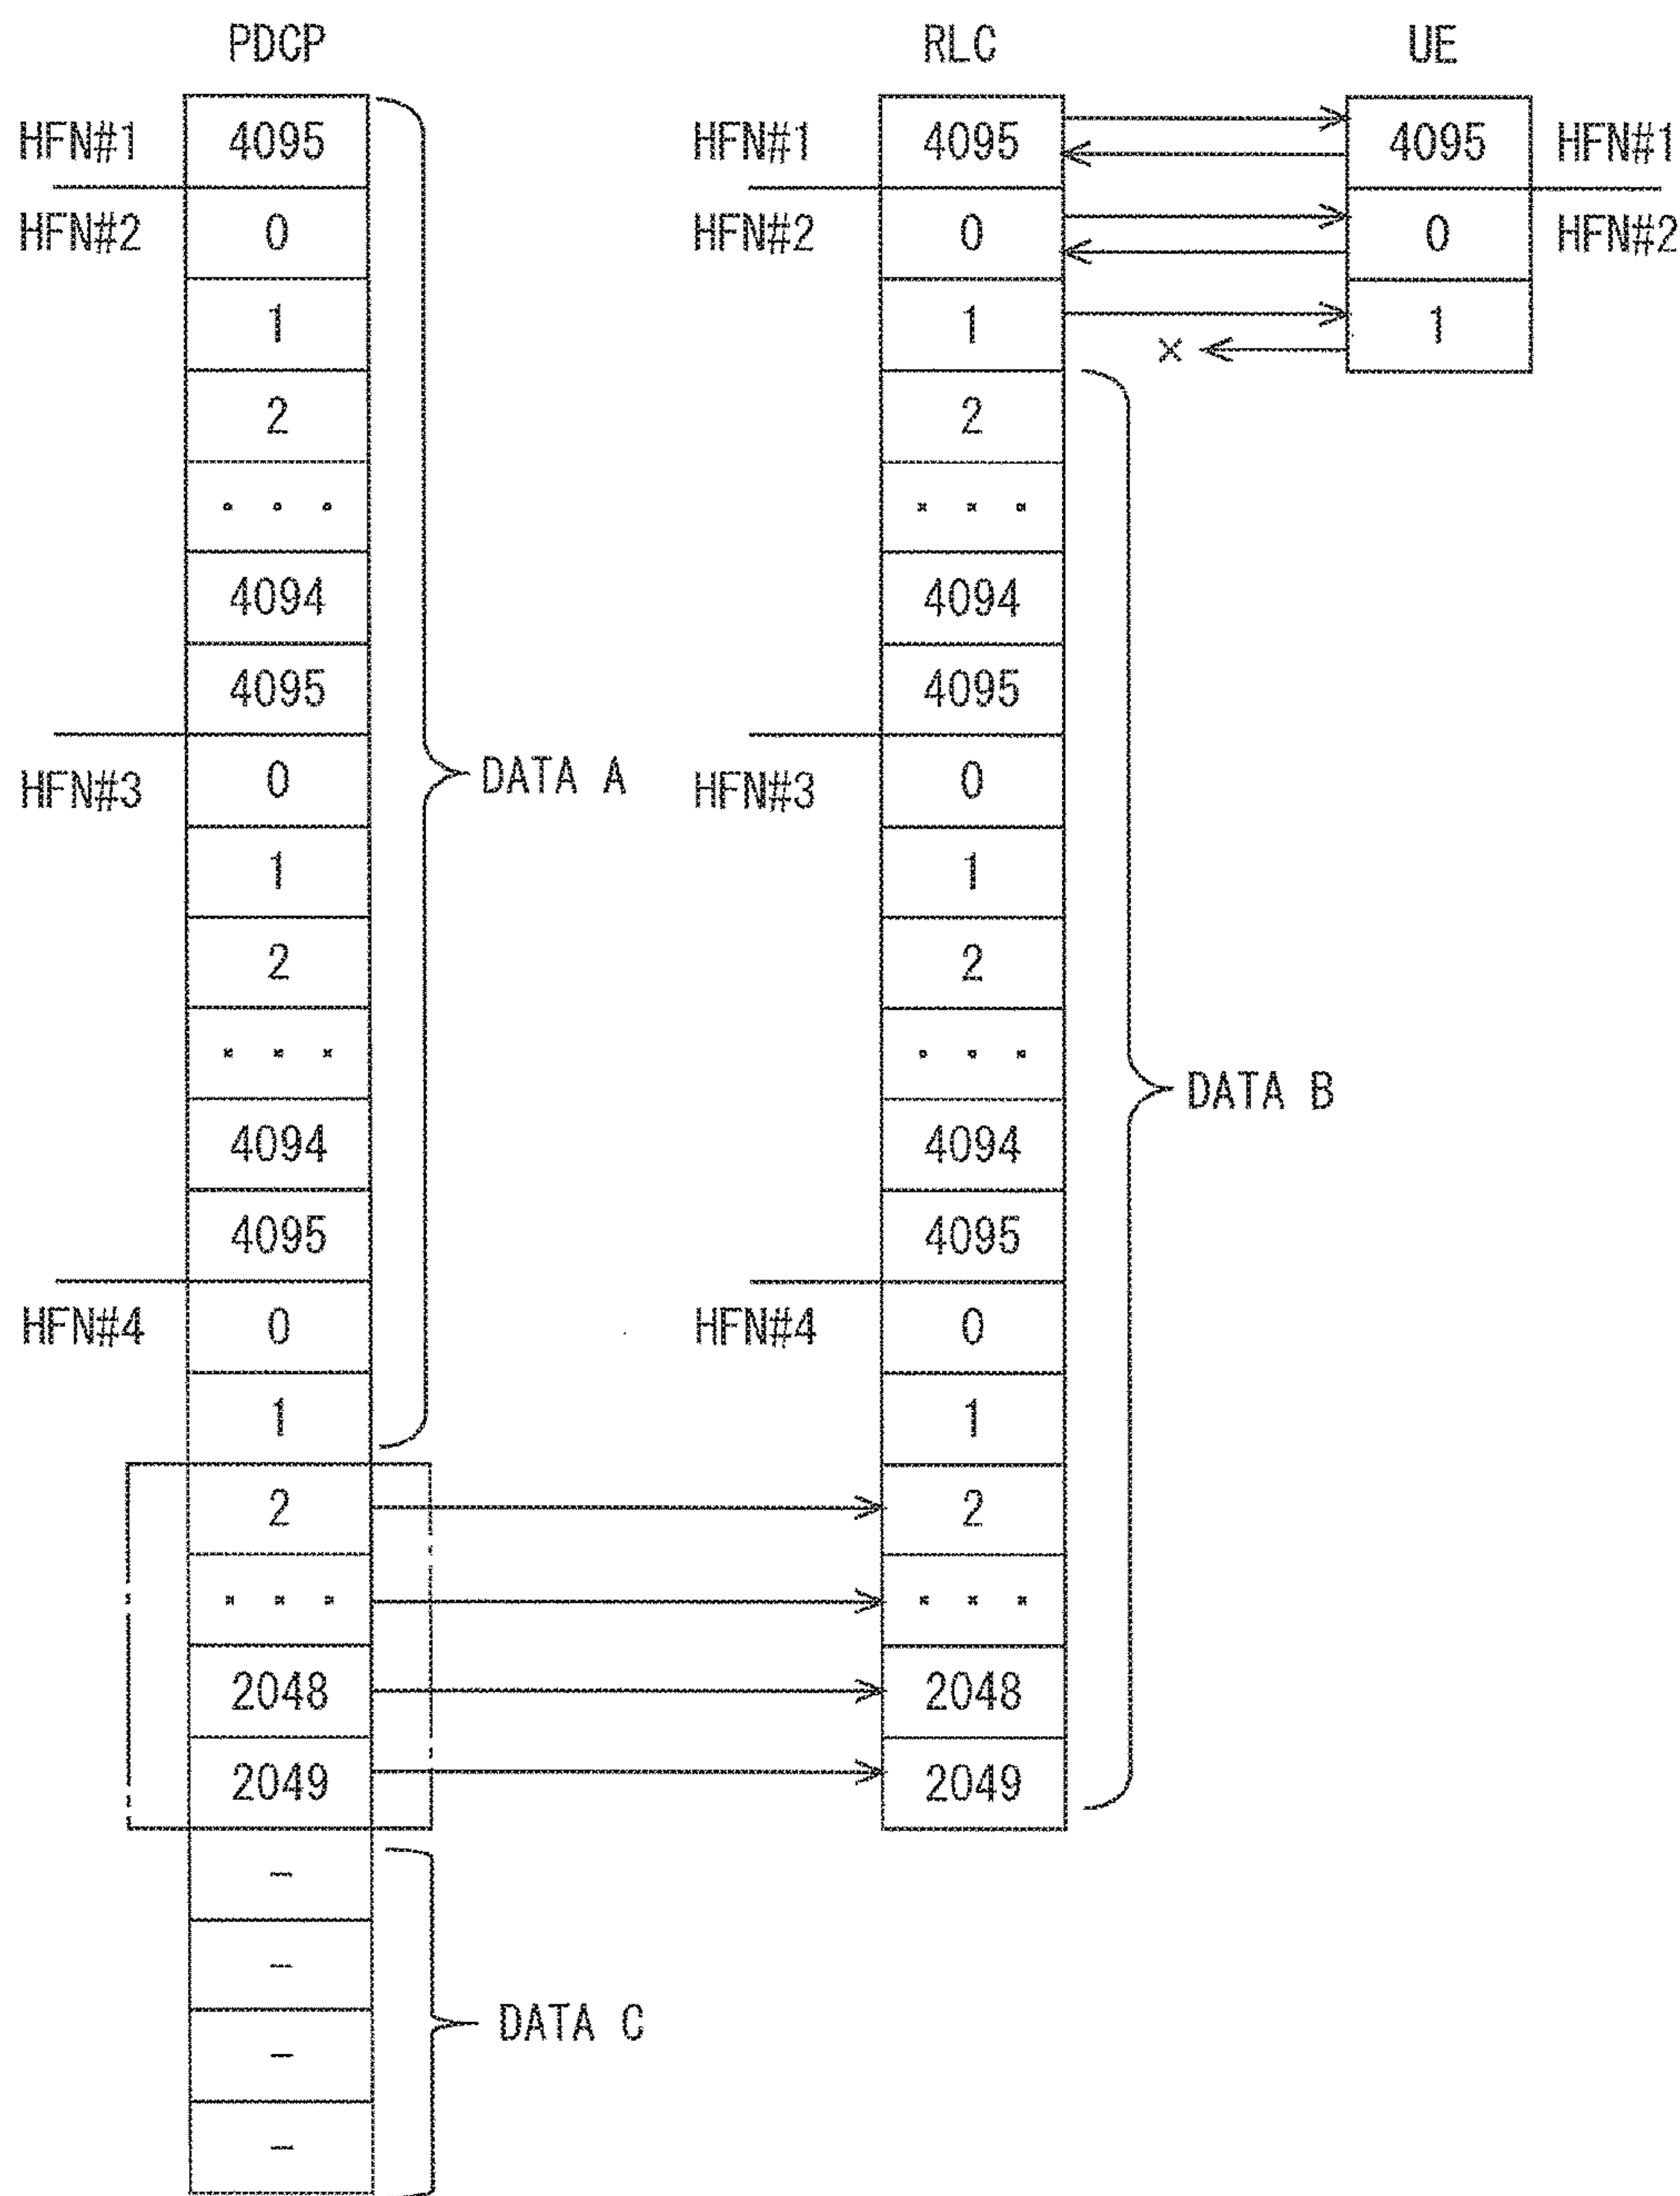 PDCP RLC UE
HFN#1 4095 HFN#1 4095 4095 HFN#1
HFN#2 0 HFN#2 0 0 HFN#2
1 1 1
× 
2 2
. . . . . .
4094 4094
4095 4095
HFN#3 0 DATA A HFN#3 0
1 1
2 2
. . . . . .
DATA B
4094 4094
4095 4095
HFN#4 0 HFN#4 0
1 1
2 2
. . . . . .
2048 2048
2049 2049
-
-
DATA C
-
-